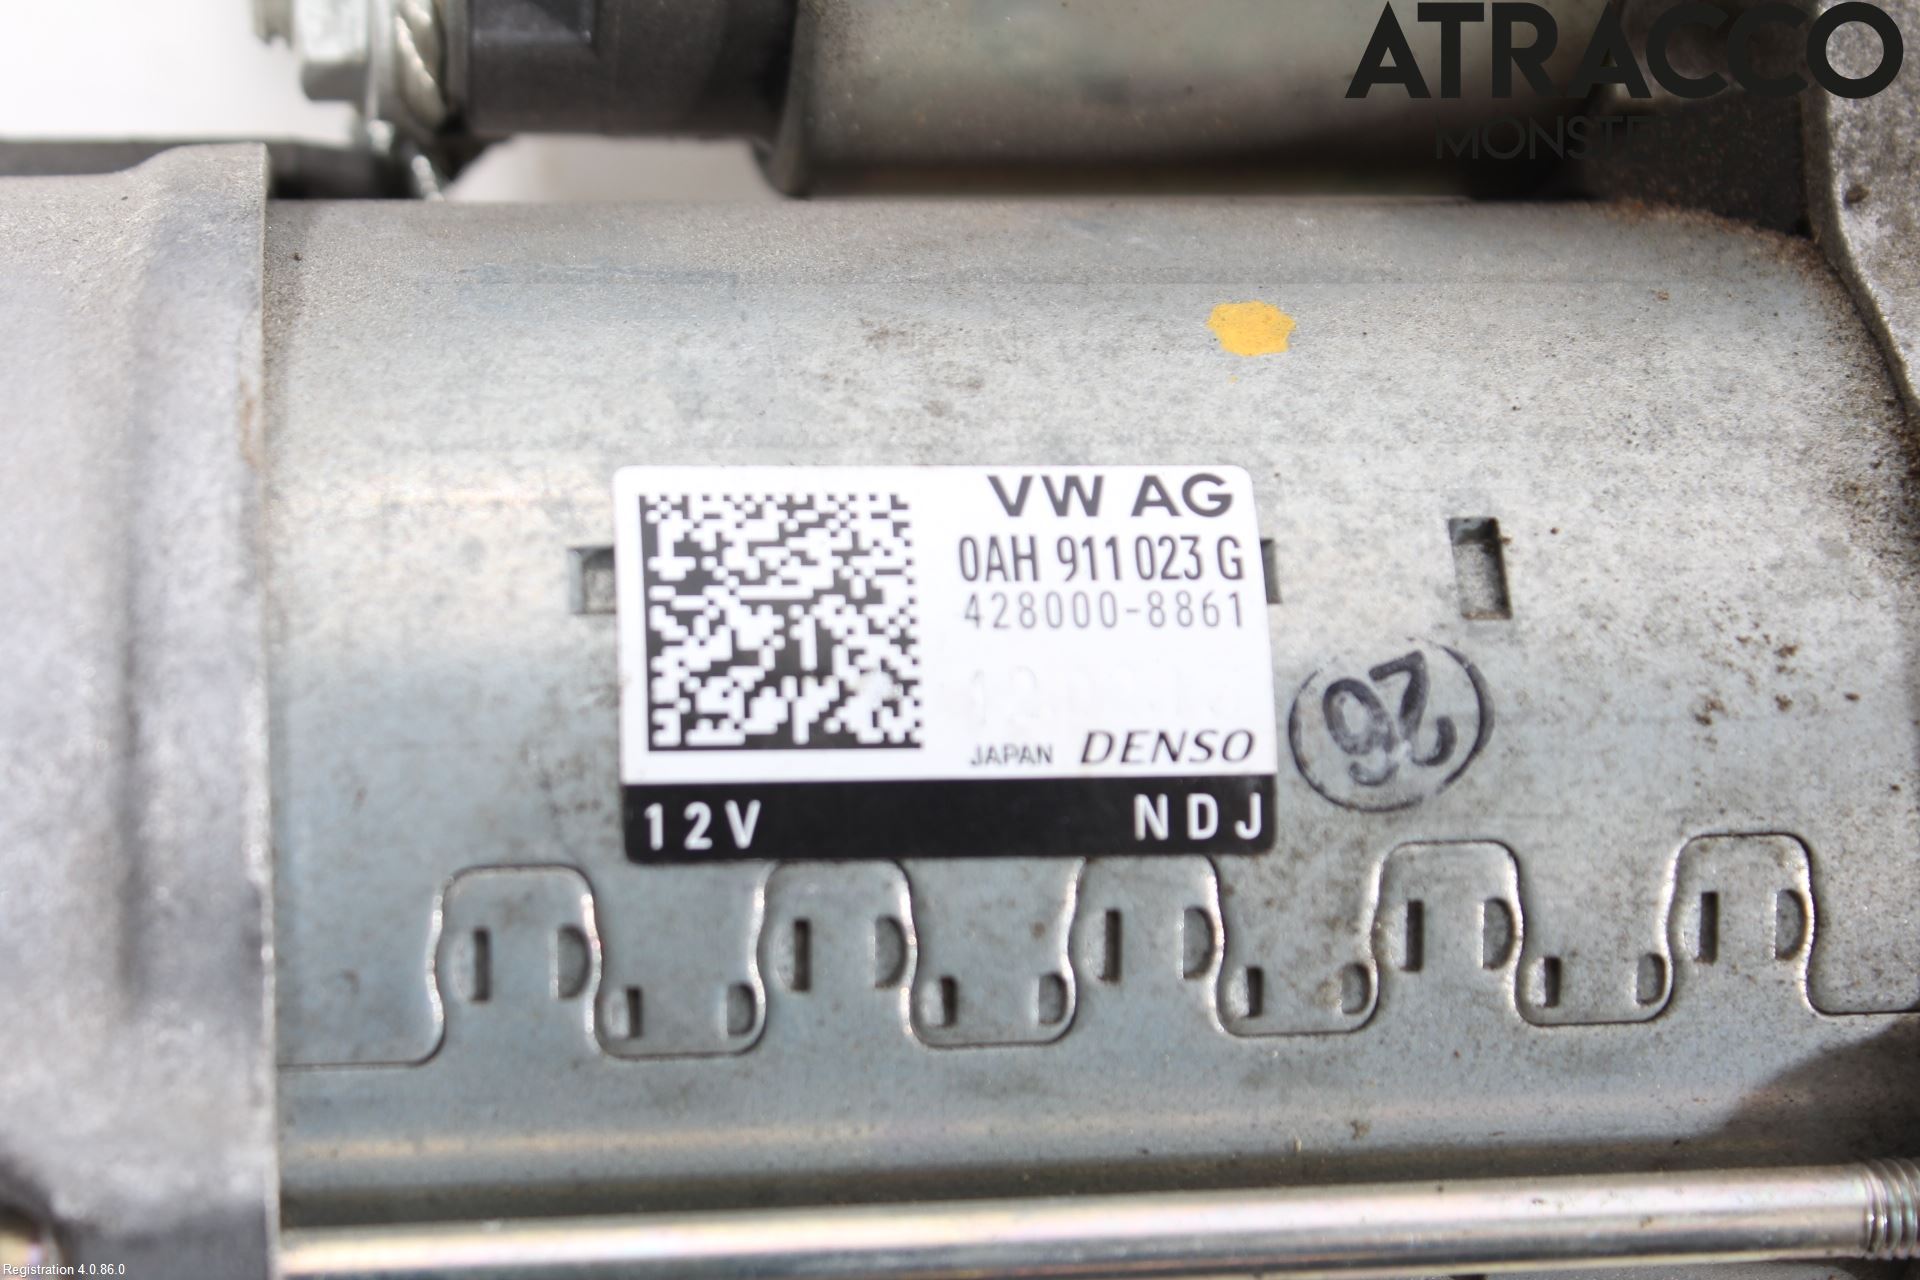 ATRACCO
VW AG
0AH 911 023 G
428000-8861
JAPAN DENSO
26
12V NDJ
Registration 4.0.86.0